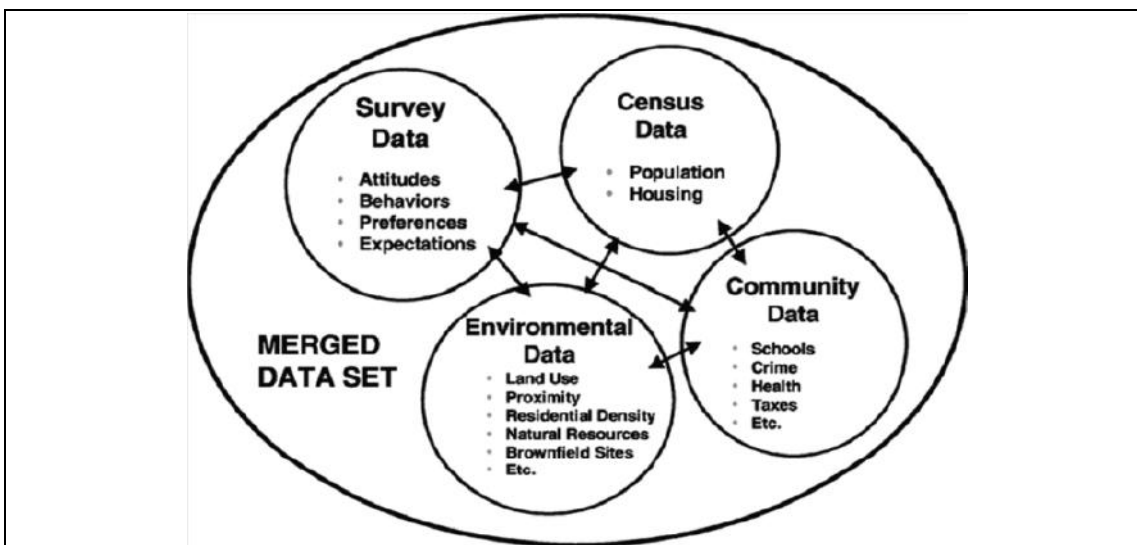 Survey
Data
• Attitudes
• Behaviors
• Preferences
• Expectations
Census
Data
• Population
• Housing
Environmental
Data
• Land Use
• Proximity
• Residential Density
• Natural Resources
• Brownfield Sites
• Etc.
Community
Data
• Schools
• Crime
• Health
• Taxes
• Etc.
MERGED
DATA SET